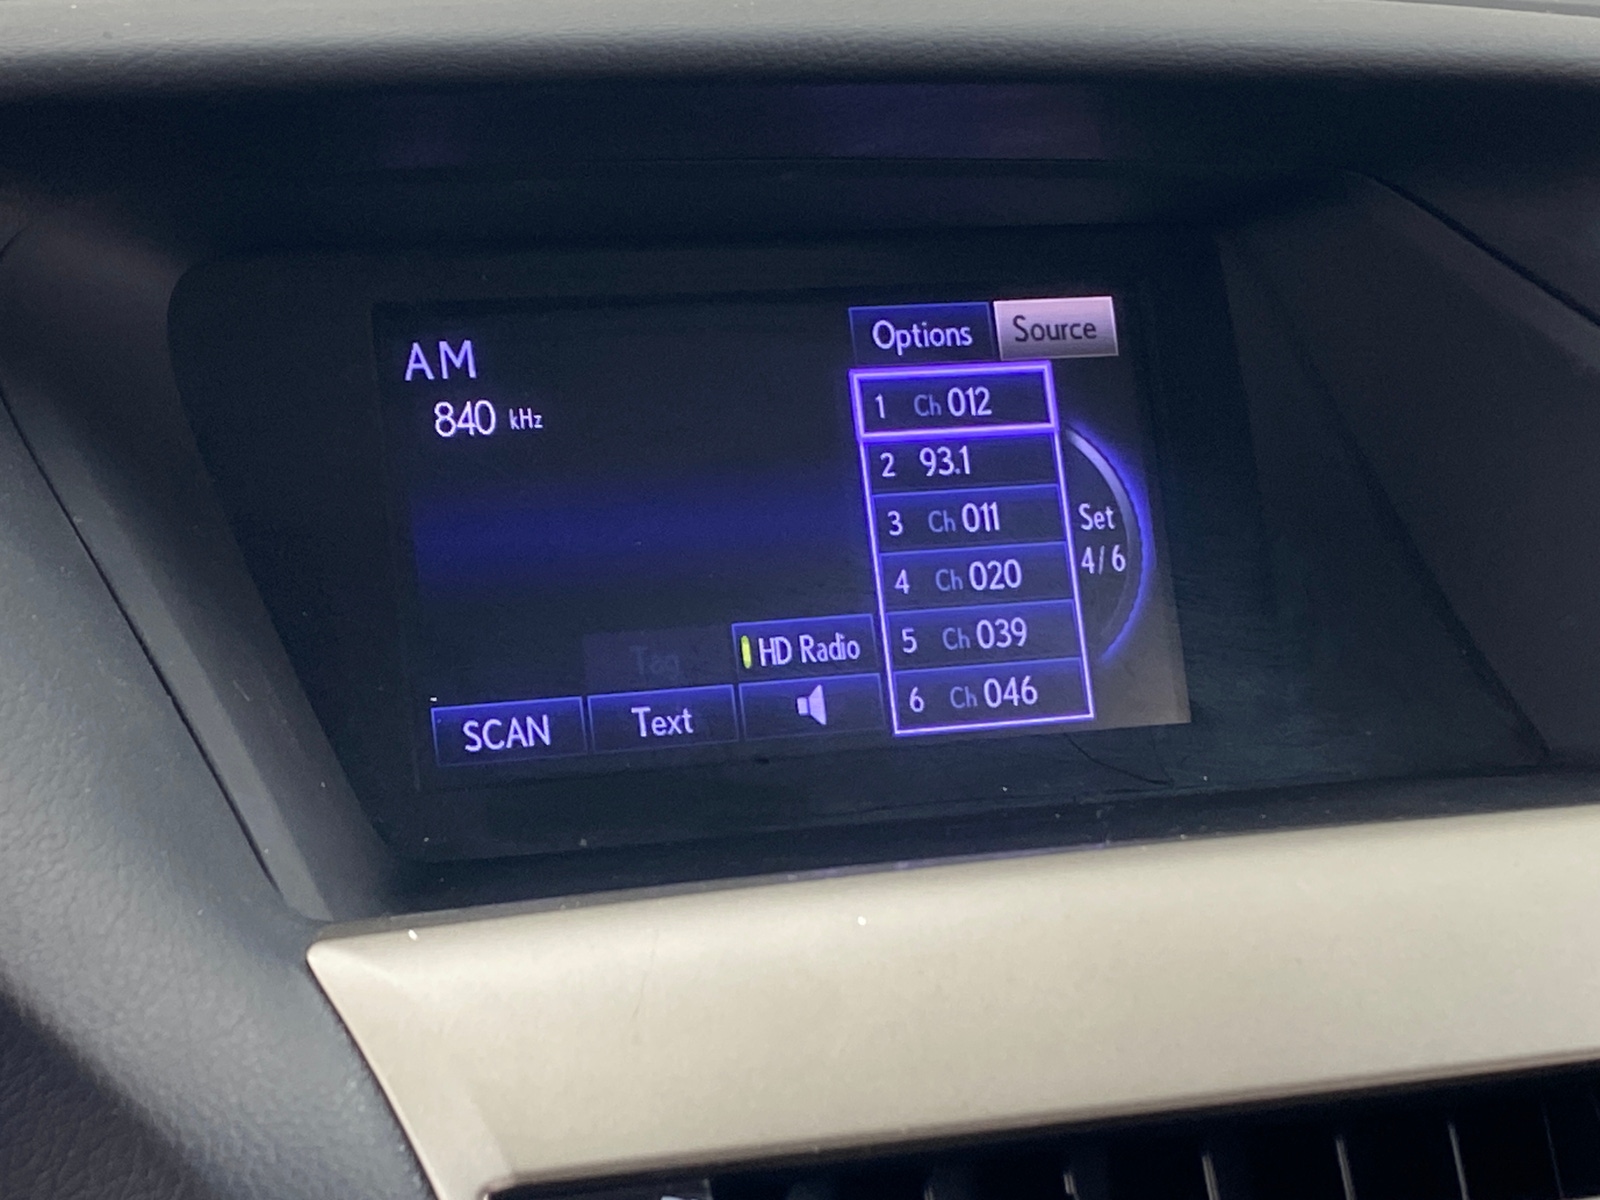 AM
840 kHz
Options
Source
1 Ch 012
2 93.1
3 Ch 011
4 Ch 020
5 Ch 039
6 Ch 046
Set
4/6
Tag
HD Radio
SCAN
Text